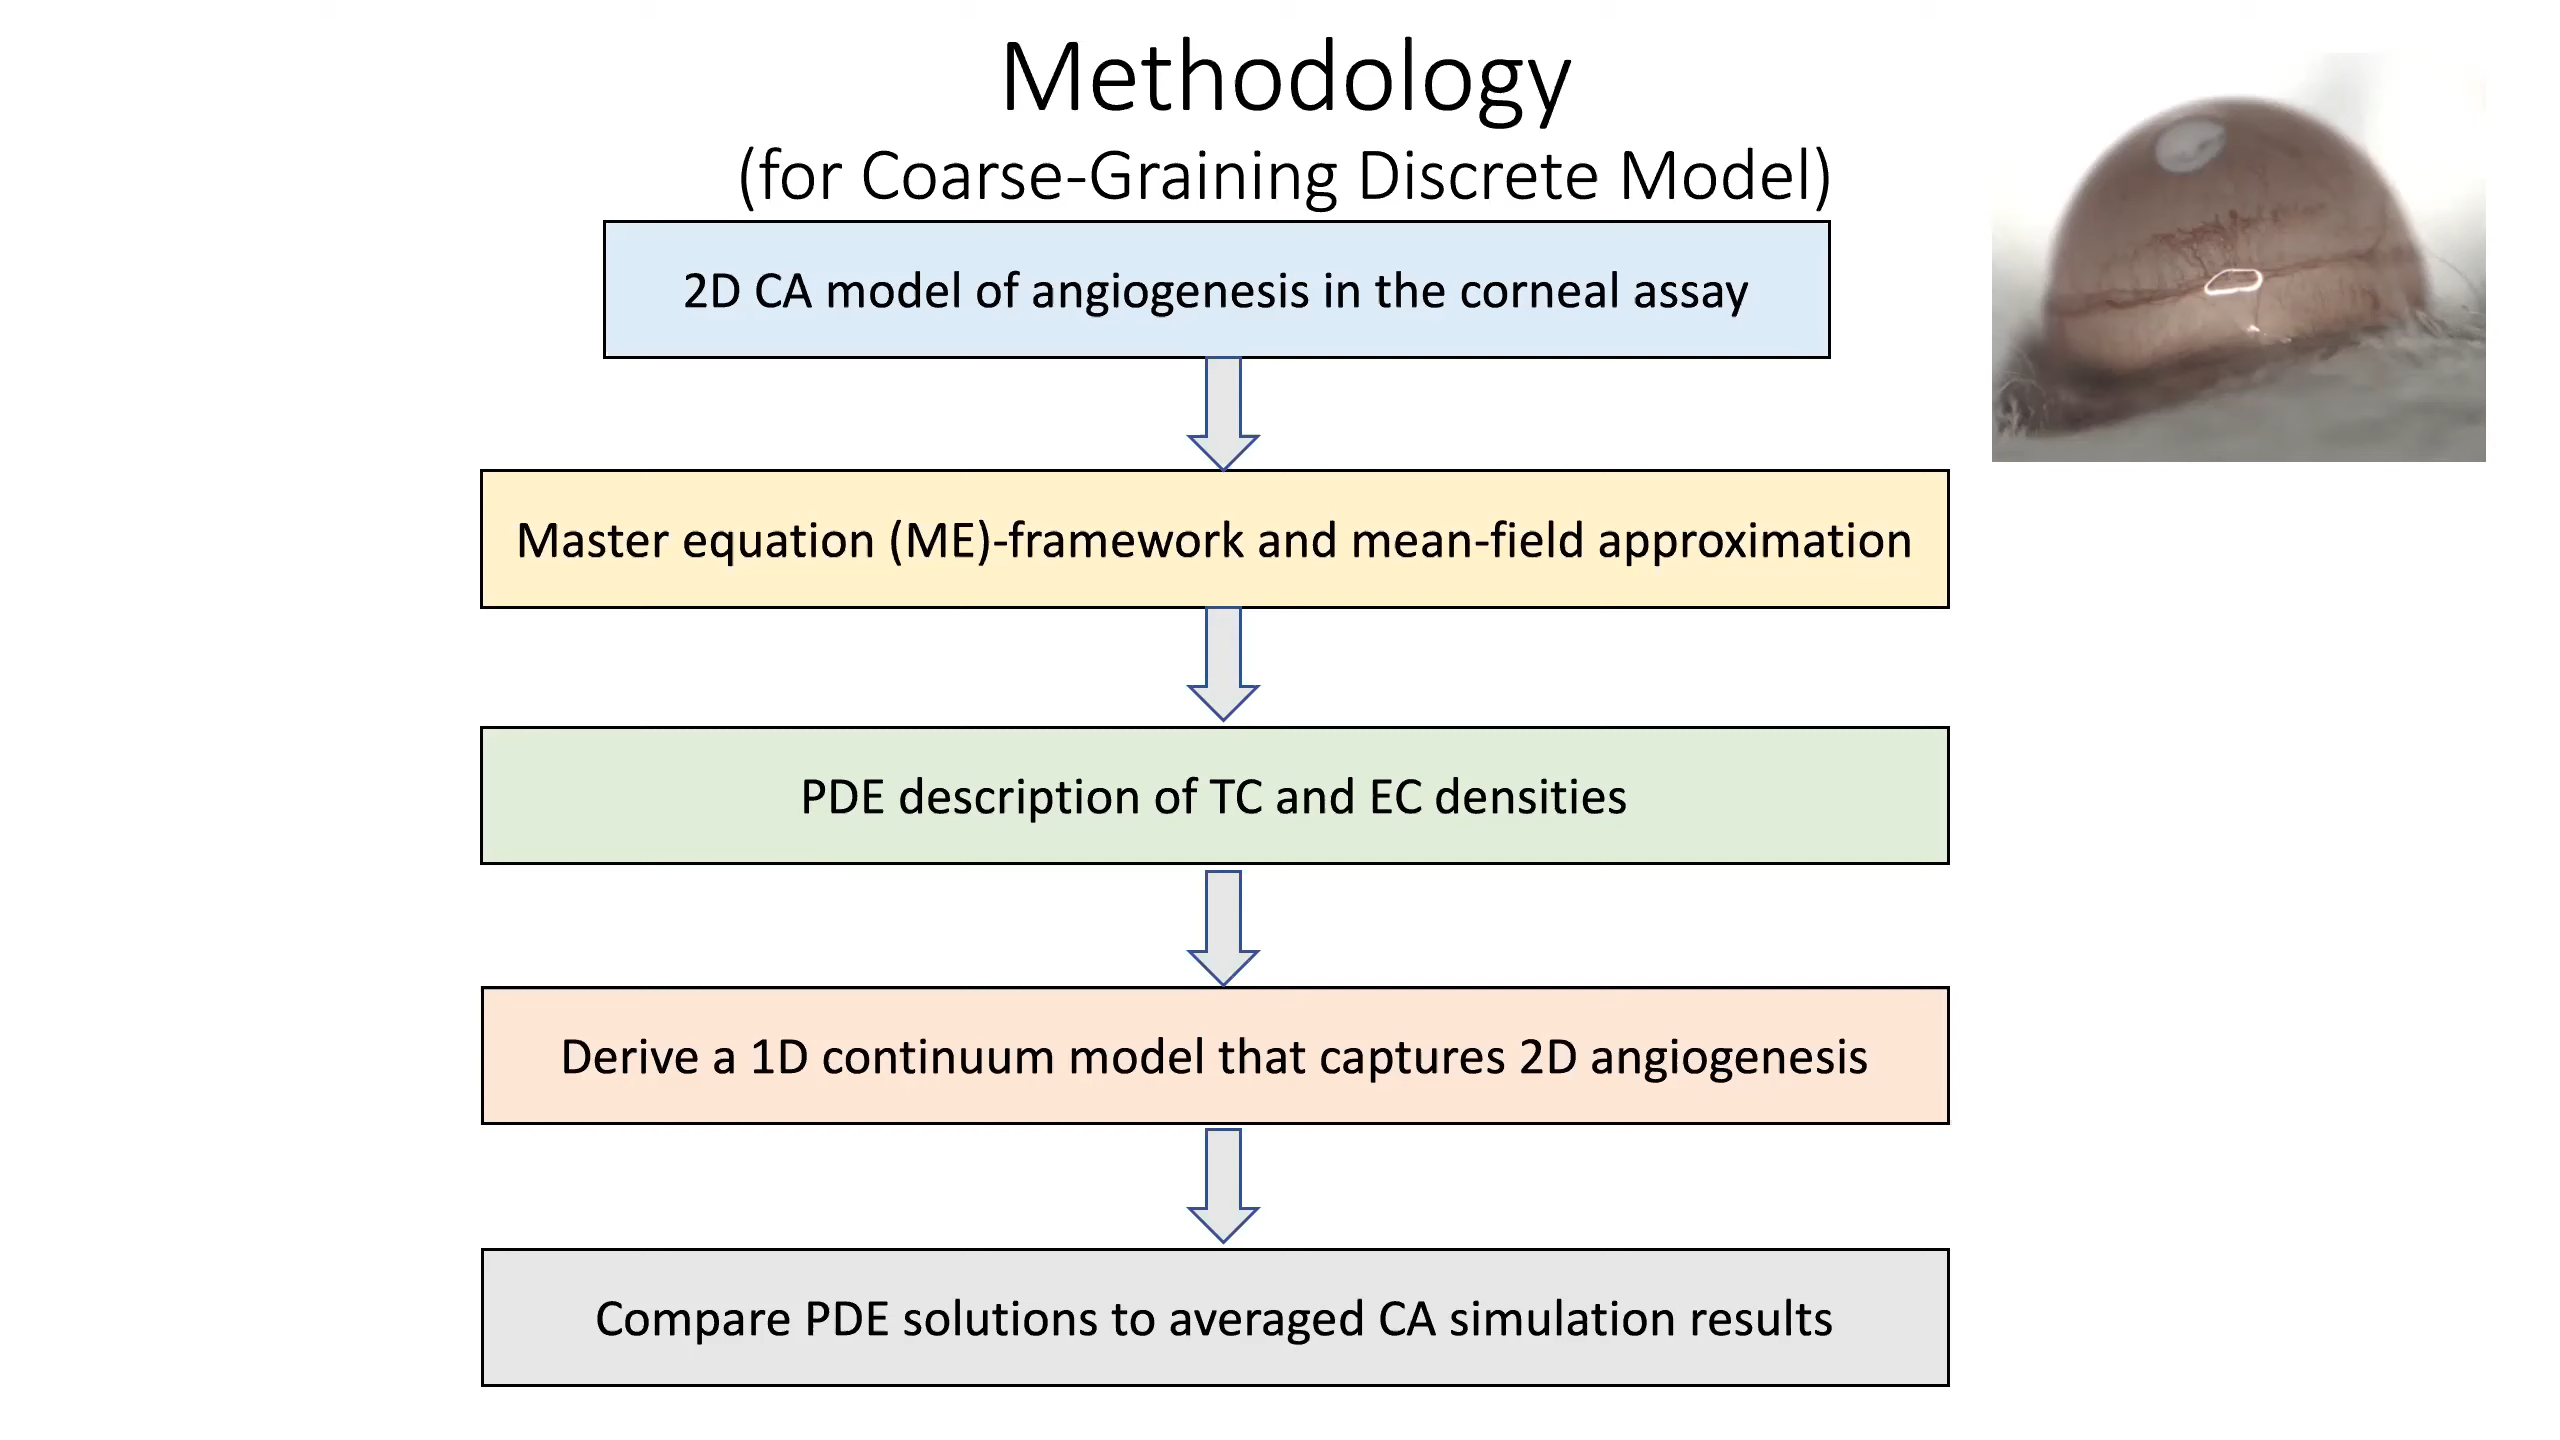 Methodology
(for Coarse-Graining Discrete Model)
2D CA model of angiogenesis in the corneal assay
Master equation (ME)-framework and mean-field approximation
PDE description of TC and EC densities
Derive a 1D continuum model that captures 2D angiogenesis
Compare PDE solutions to averaged CA simulation results